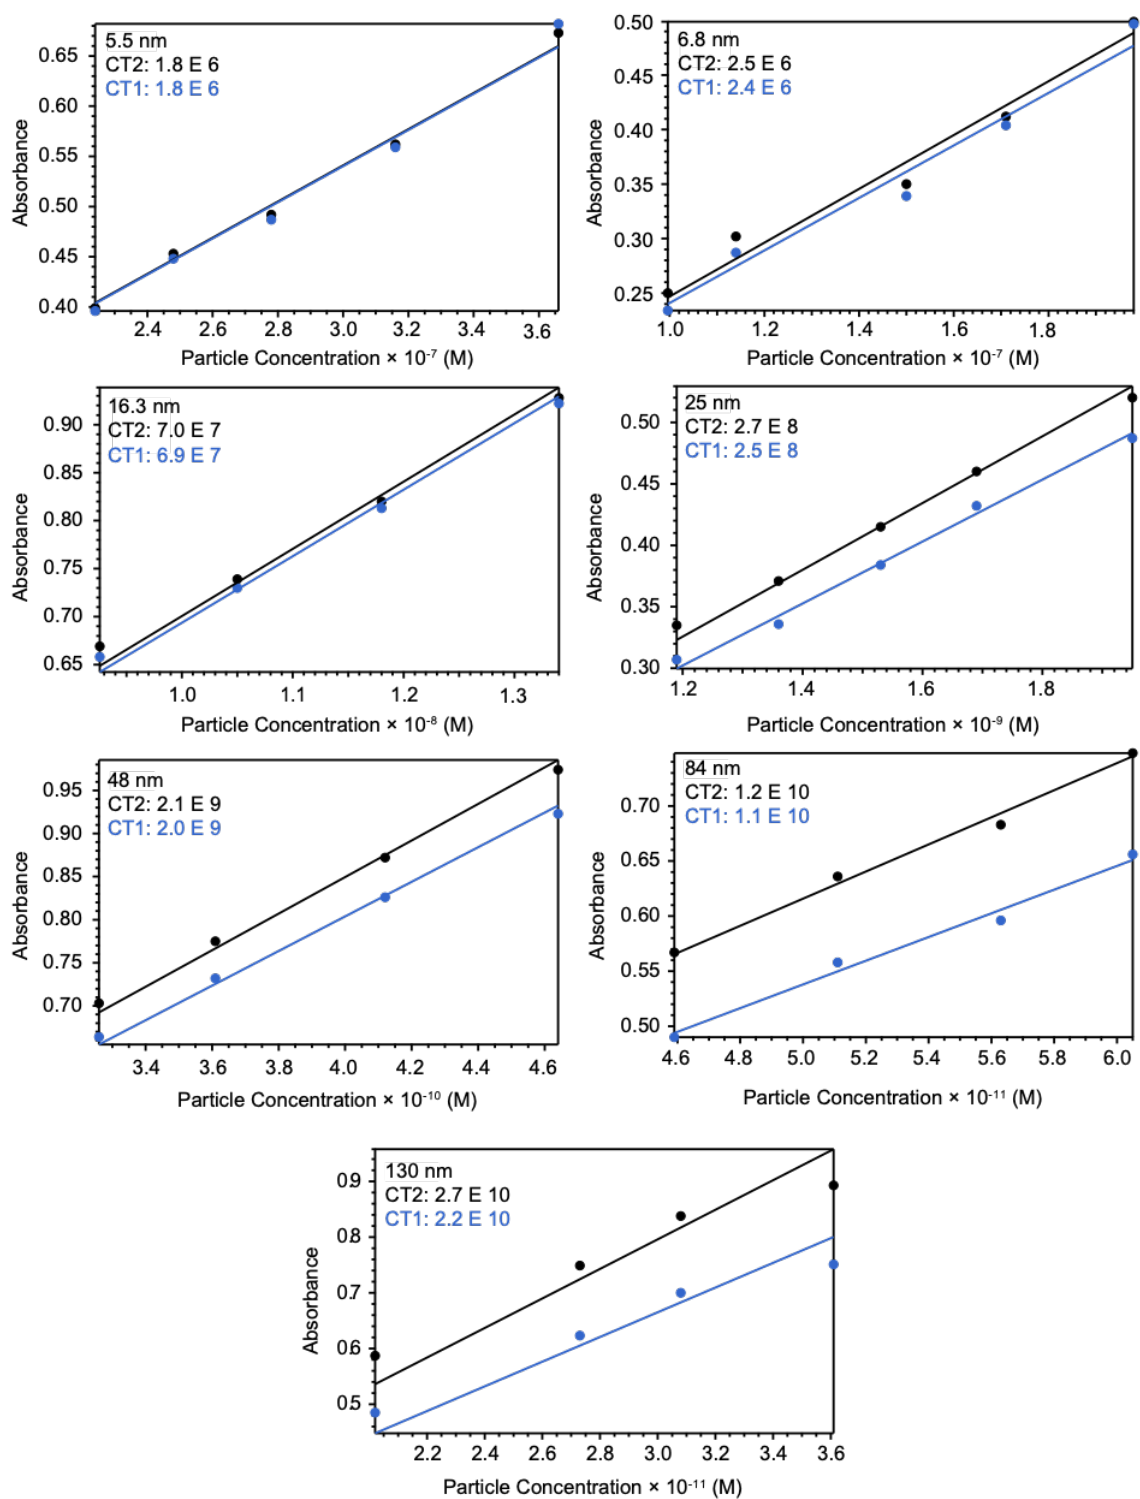 5.5 nm
CT2: 1.8 E 6
CT1: 1.8 E 6
Absorbance
0.65
0.60
0.55
0.50
0.45
0.40
2.4 2.6 2.8 3.0 3.2 3.4 3.6
Particle Concentration × 10⁻⁷ (M)
6.8 nm
CT2: 2.5 E 6
CT1: 2.4 E 6
Absorbance
0.50
0.45
0.40
0.35
0.30
0.25
1.0 1.2 1.4 1.6 1.8
Particle Concentration × 10⁻⁷ (M)
16.3 nm
CT2: 7.0 E 7
CT1: 6.9 E 7
Absorbance
0.90
0.85
0.80
0.75
0.70
0.65
1.0 1.1 1.2 1.3
Particle Concentration × 10⁻⁸ (M)
25 nm
CT2: 2.7 E 8
CT1: 2.5 E 8
Absorbance
0.50
0.45
0.40
0.35
0.30
1.2 1.4 1.6 1.8
Particle Concentration × 10⁻⁹ (M)
48 nm
CT2: 2.1 E 9
CT1: 2.0 E 9
Absorbance
0.95
0.90
0.85
0.80
0.75
0.70
3.4 3.6 3.8 4.0 4.2 4.4 4.6
Particle Concentration × 10⁻¹⁰ (M)
84 nm
CT2: 1.2 E 10
CT1: 1.1 E 10
Absorbance
0.70
0.65
0.60
0.55
0.50
4.6 4.8 5.0 5.2 5.4 5.6 5.8 6.0
Particle Concentration × 10⁻¹¹ (M)
130 nm
CT2: 2.7 E 10
CT1: 2.2 E 10
Absorbance
0.9
0.8
0.7
0.6
0.5
2.2 2.4 2.6 2.8 3.0 3.2 3.4 3.6
Particle Concentration × 10⁻¹¹ (M)